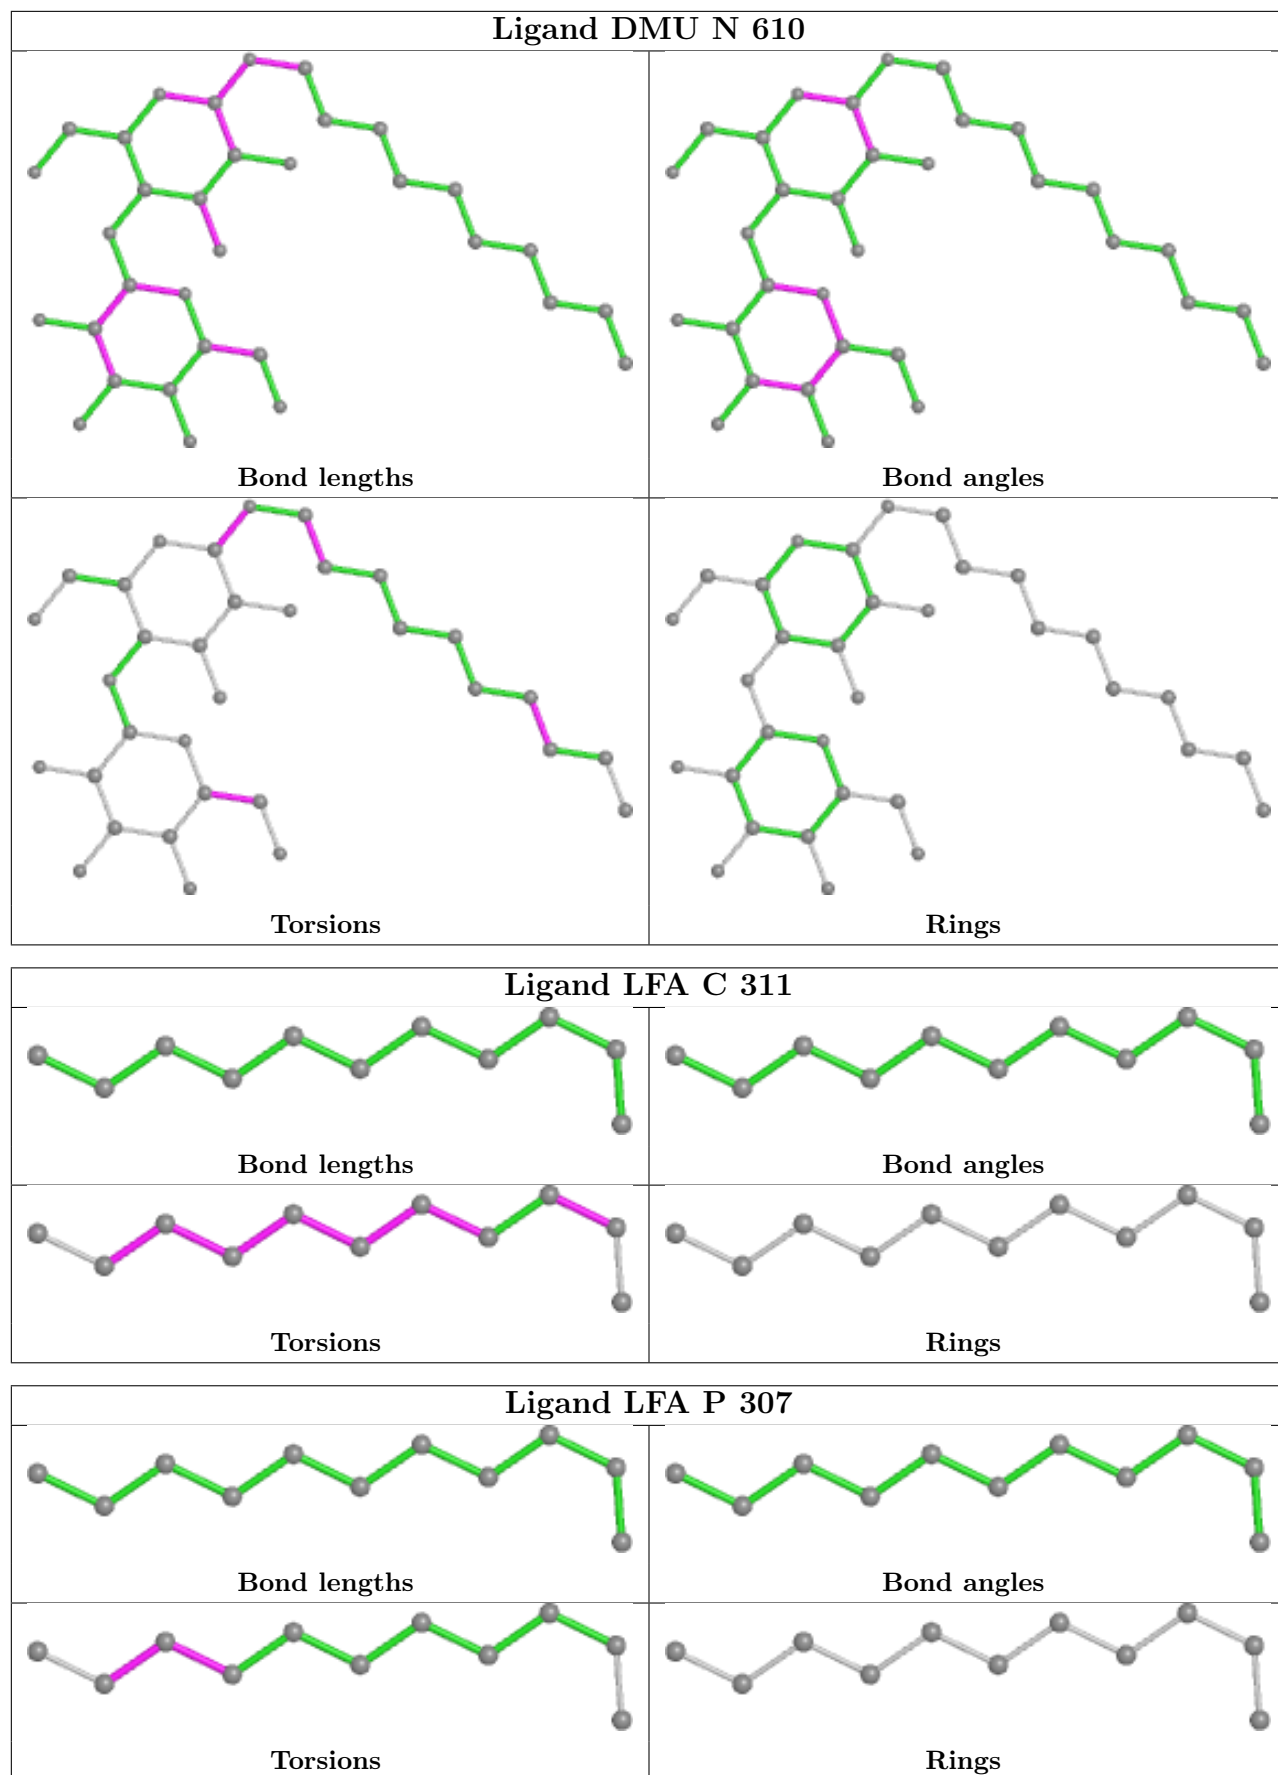 Ligand DMU N 610
Bond lengths
Bond angles
Torsions
Rings
Ligand LFA C 311
Bond lengths
Bond angles
Torsions
Rings
Ligand LFA P 307
Bond lengths
Bond angles
Torsions
Rings